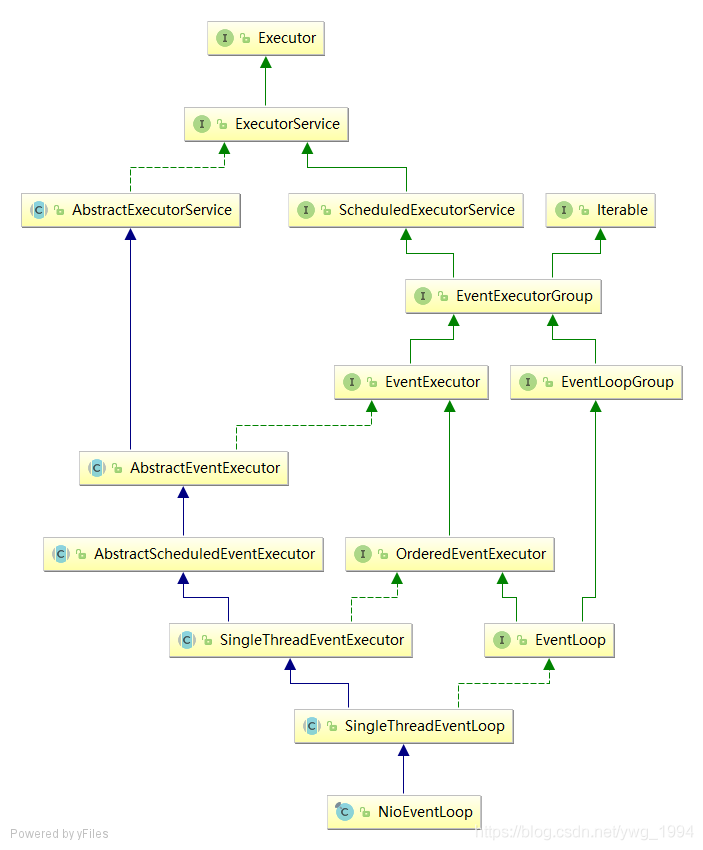 I Executor
I ExecutorService
C AbstractExecutorService
I ScheduledExecutorService
I Iterable
I EventExecutorGroup
I EventExecutor
I EventLoopGroup
C AbstractEventExecutor
C AbstractScheduledEventExecutor
I OrderedEventExecutor
C SingleThreadEventExecutor
I EventLoop
C SingleThreadEventLoop
C NioEventLoop
Powered by yFiles
https://blog.csdn.net/ywg_1994